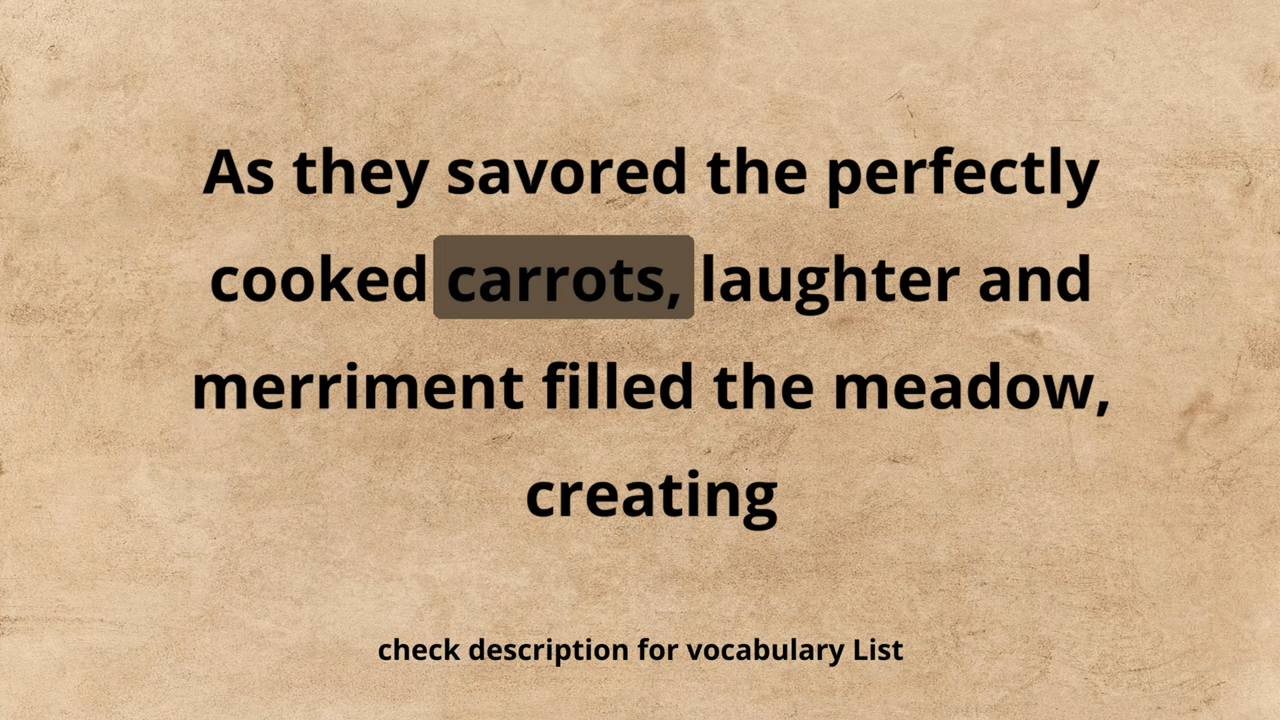 As they savored the perfectly
cooked carrots, laughter and
merriment filled the meadow,
creating
check description for vocabulary List